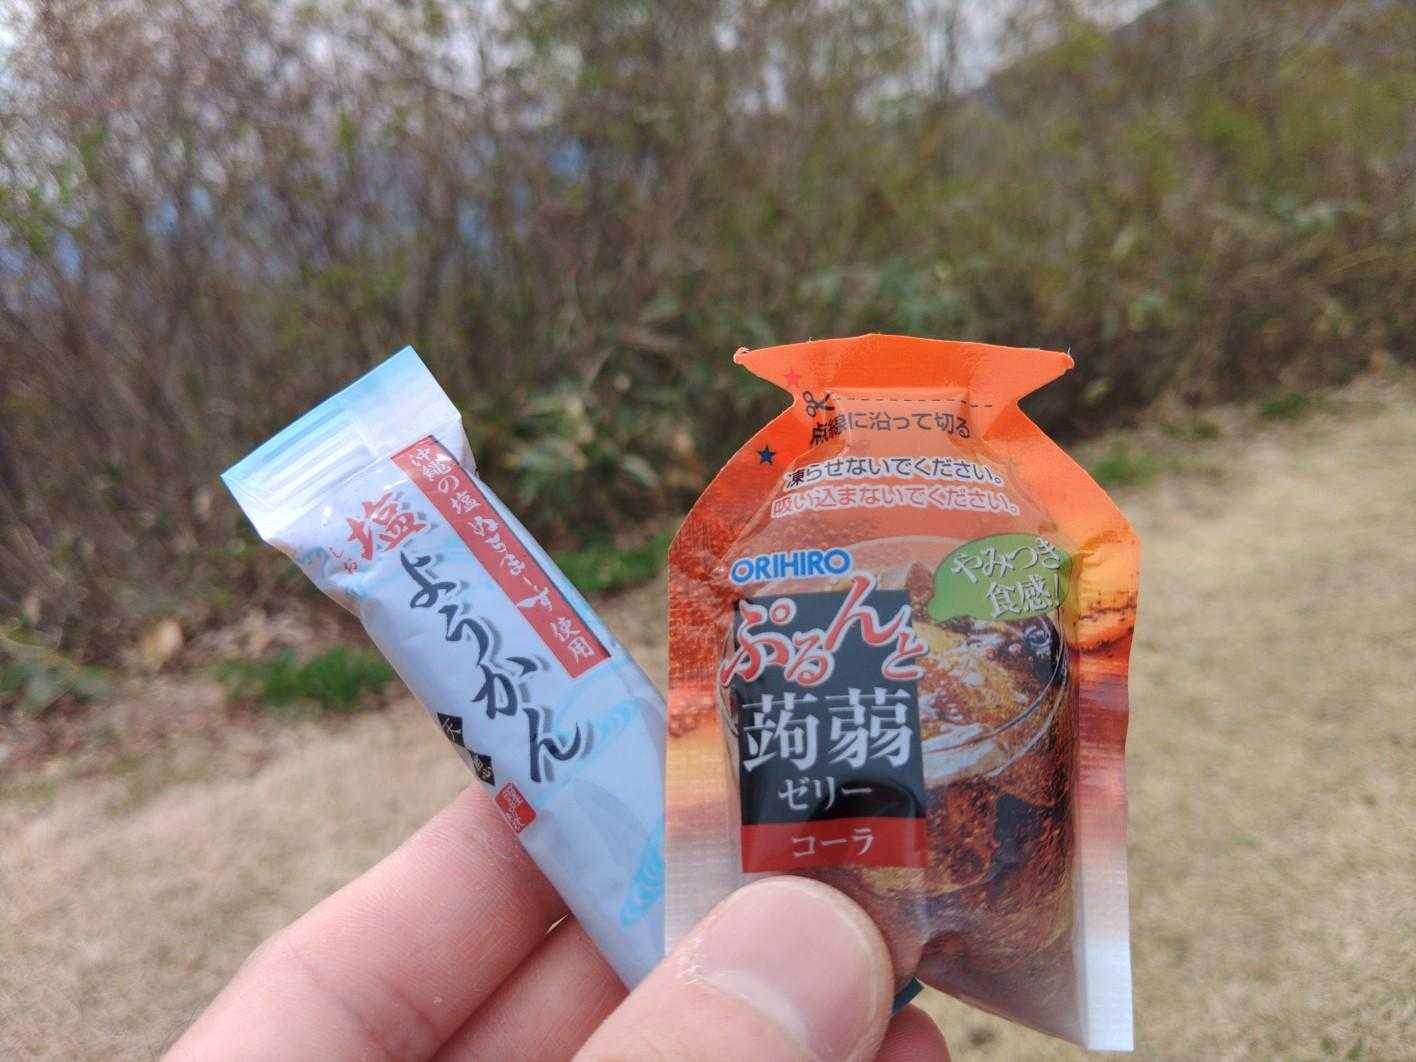 沖縄の塩ぬちまーす使用
塩
しお
ようかん
点線に沿って切る
凍らせないでください。
吸い込まないでください。
ORIHIRO
やみつき
食感!
ぷるんと
蒟蒻
ゼリー
コーラ